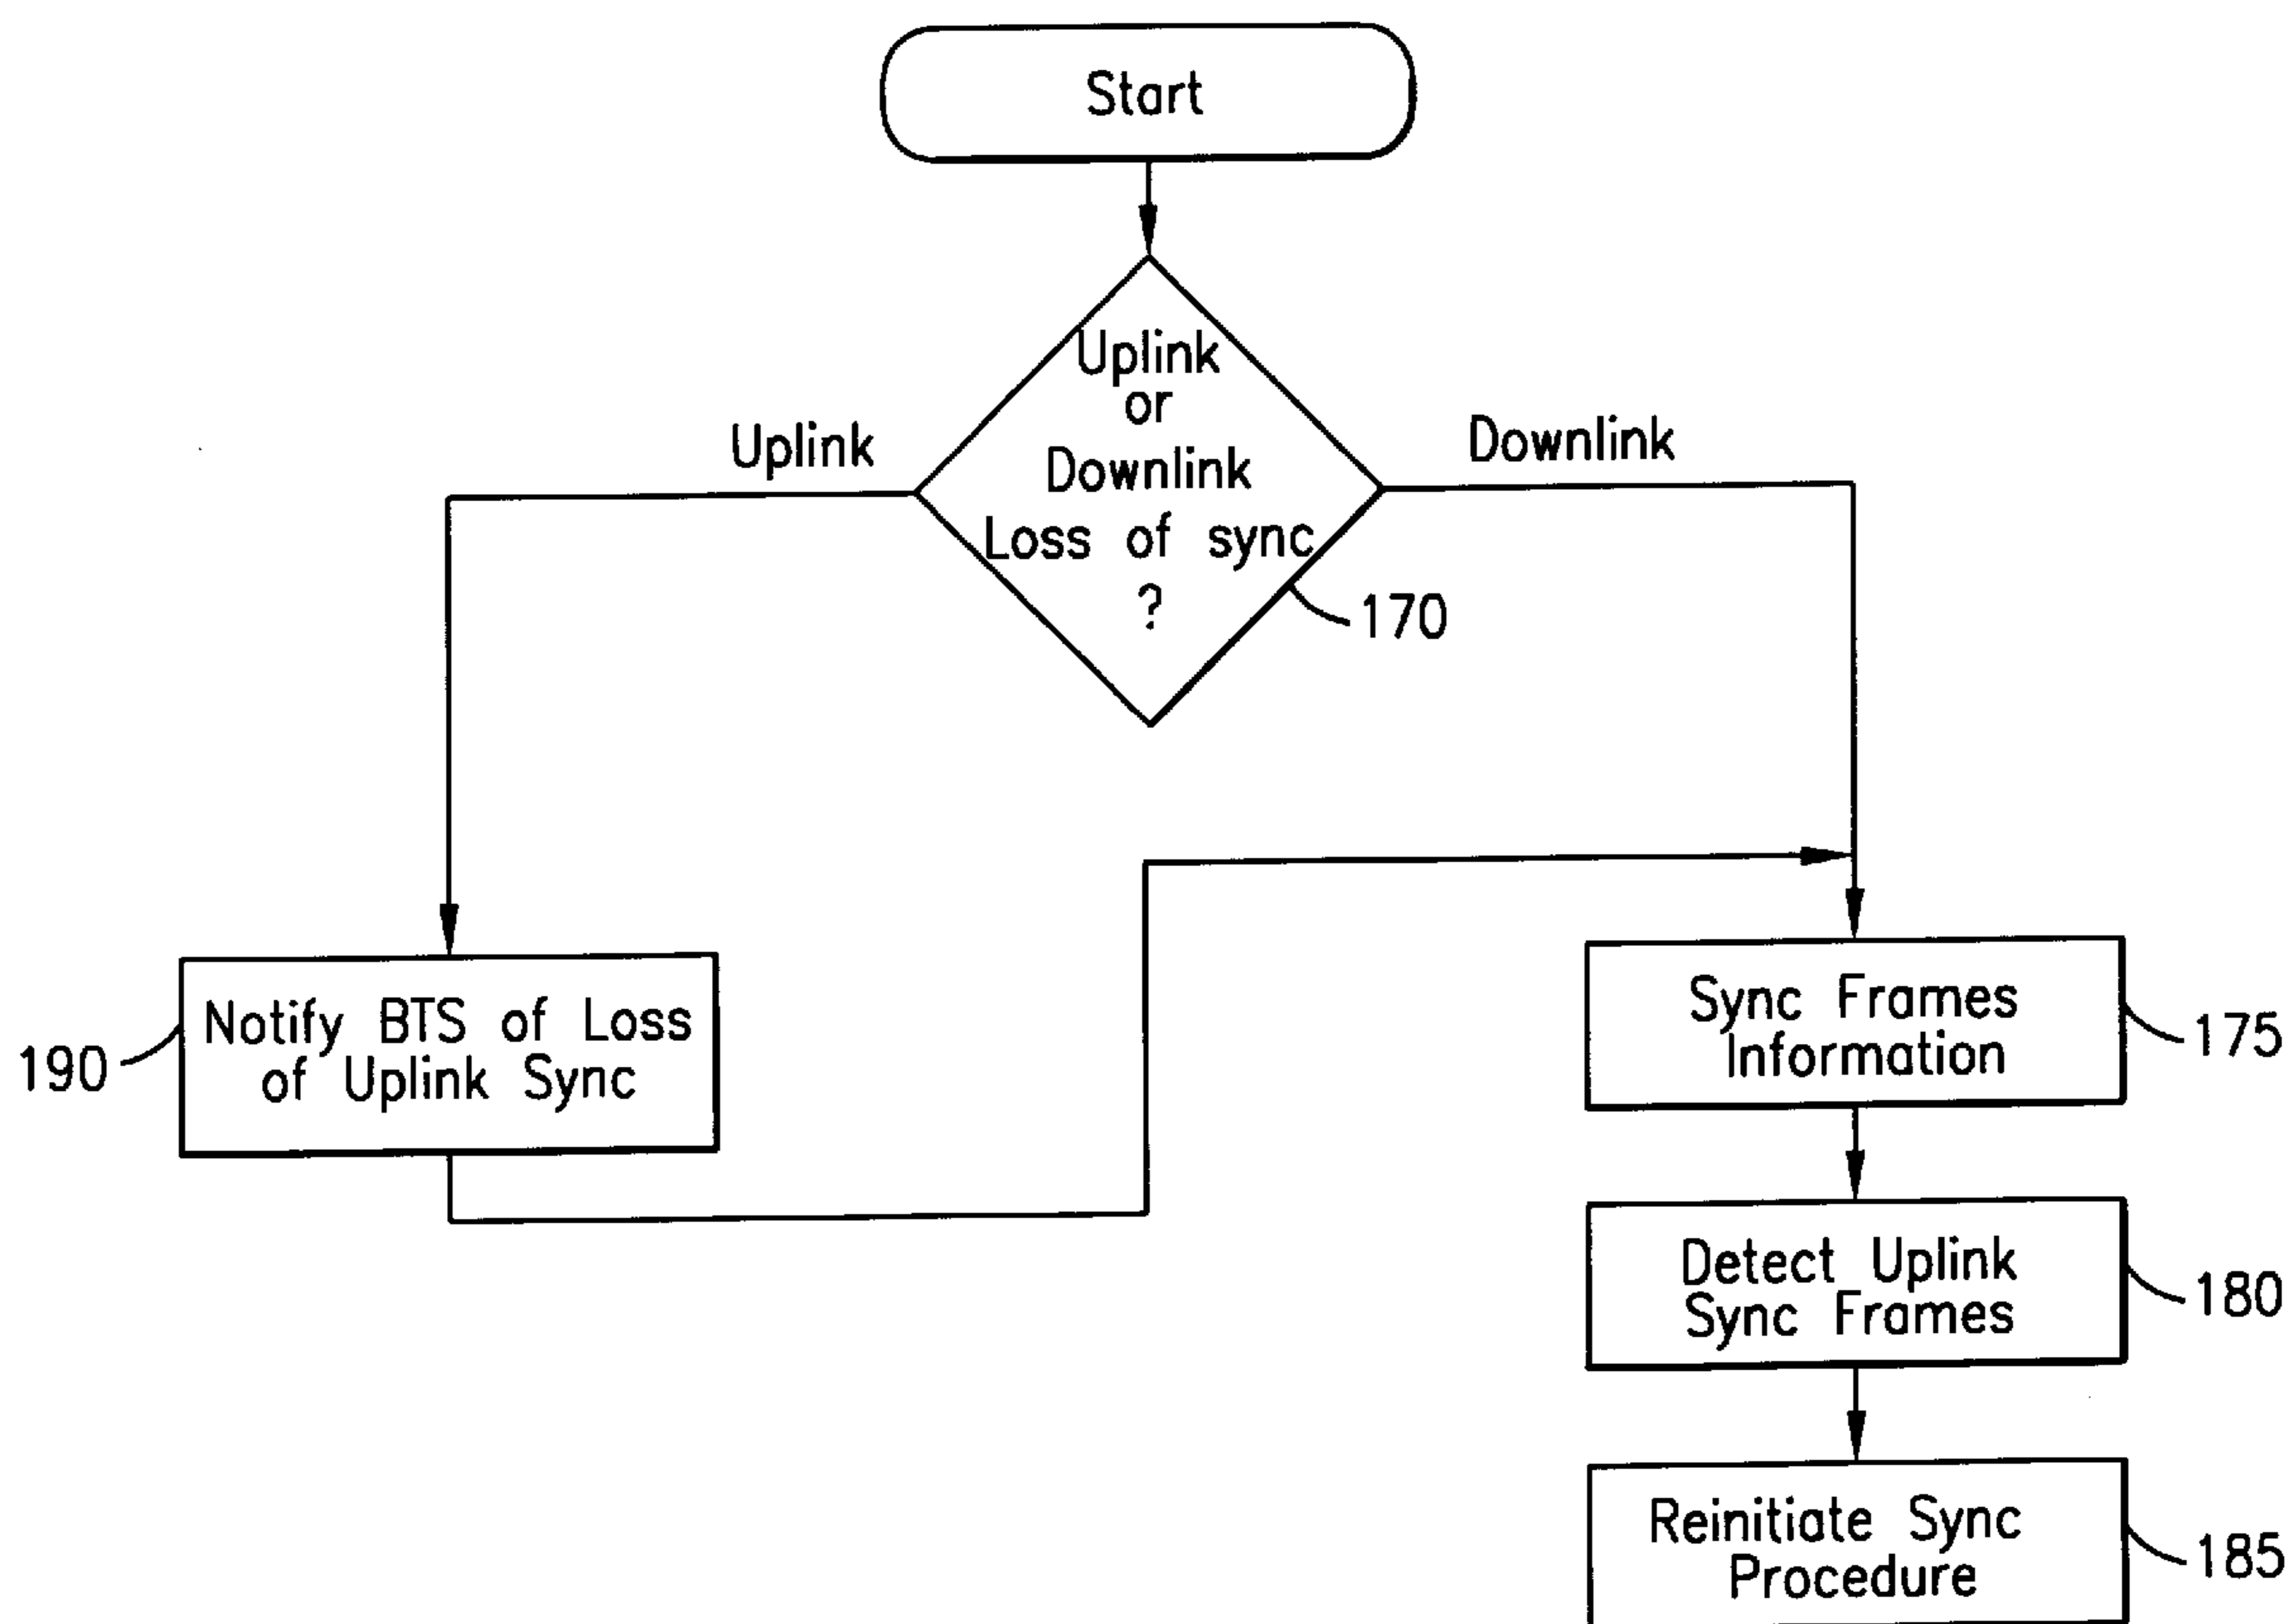 Start
Uplink
or
Downlink
Loss of sync
?
170
Uplink
Downlink
Notify BTS of Loss
of Uplink Sync
190
Sync Frames
Information
175
Detect Uplink
Sync Frames
180
Reinitiate Sync
Procedure
185